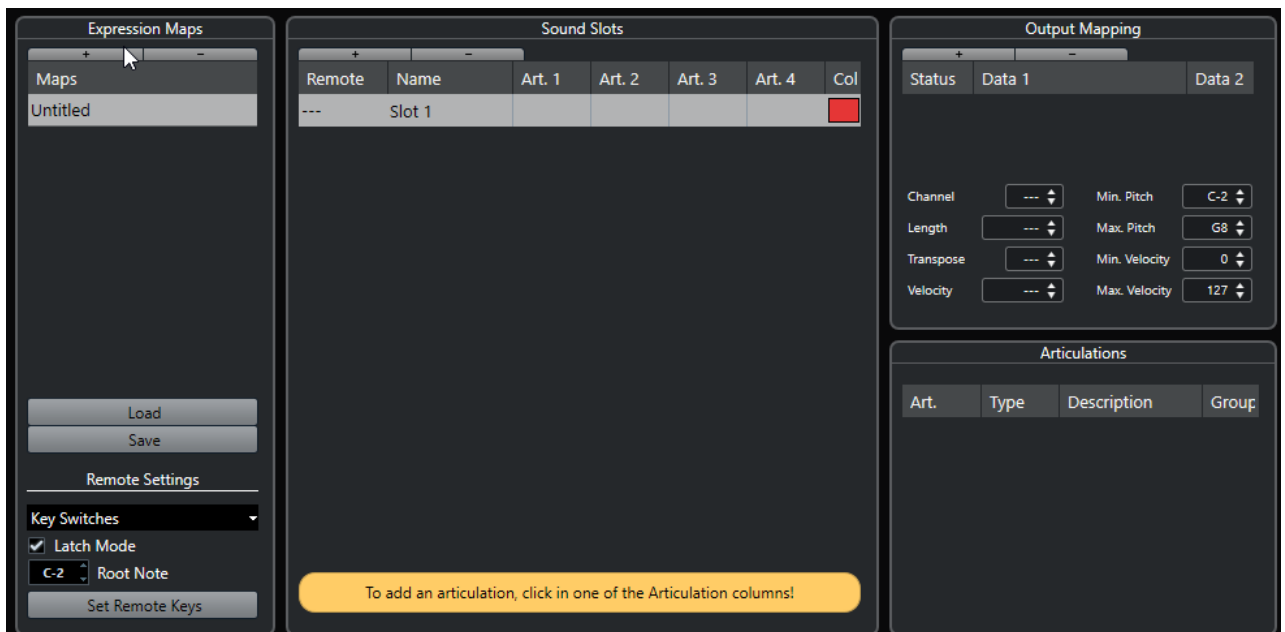 Expression Maps
+ -
Maps
Untitled
Load
Save
Remote Settings
Key Switches
Latch Mode
C-2 Root Note
Set Remote Keys
Sound Slots
+ -
Remote Name Art. 1 Art. 2 Art. 3 Art. 4 Col
--- Slot 1
To add an articulation, click in one of the Articulation columns!
Output Mapping
+ -
Status Data 1 Data 2
Channel --- Min. Pitch C-2
Length --- Max. Pitch G8
Transpose --- Min. Velocity 0
Velocity --- Max. Velocity 127
Articulations
Art. Type Description Group